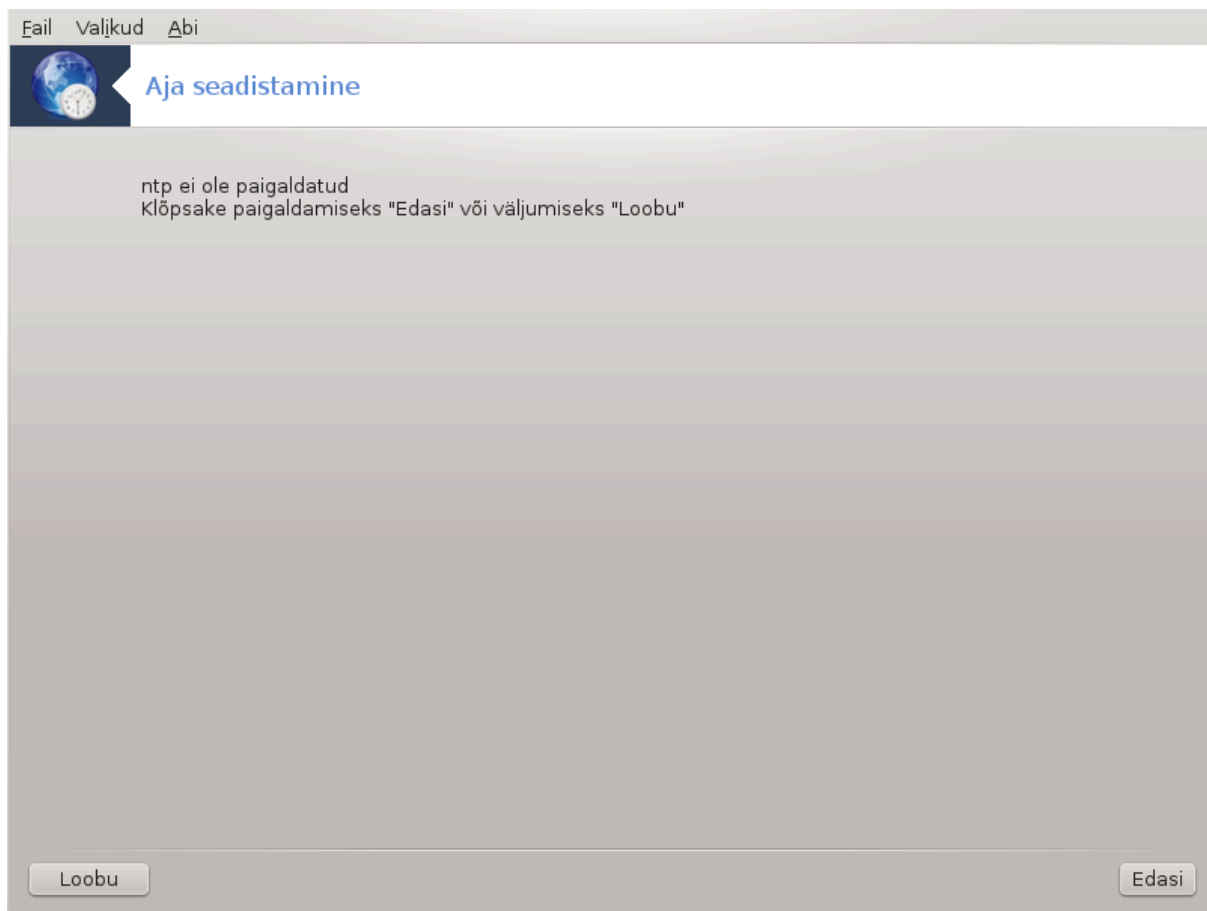 Fail Valikud Abi
Aja seadistamine
ntp ei ole paigaldatud
Klõpsake paigaldamiseks "Edasi" või väljumiseks "Loobu"
Loobu Edasi